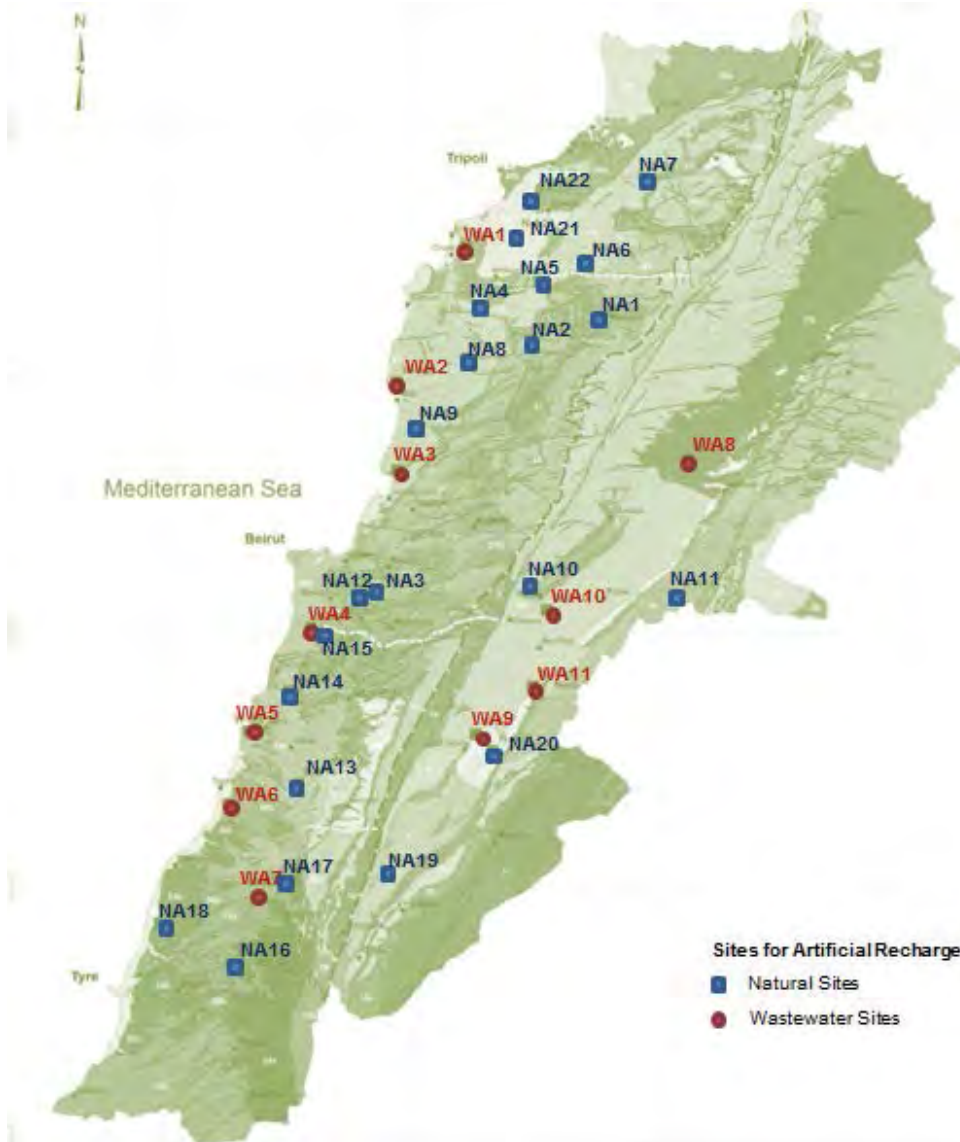 N
Tripoli
NA7
NA22
NA21
WA1
NA6
NA5
NA4
NA1
NA2
NA8
WA2
NA9
WA3
WA8
Mediterranean Sea
Beirut
NA12
NA3
NA10
NA11
WA10
WA4
NA15
WA11
NA14
WA5
WA9
NA20
NA13
WA6
NA17
NA19
WA7
NA18
NA16
Tyre
Sites for Artificial Recharge
Natural Sites
Wastewater Sites